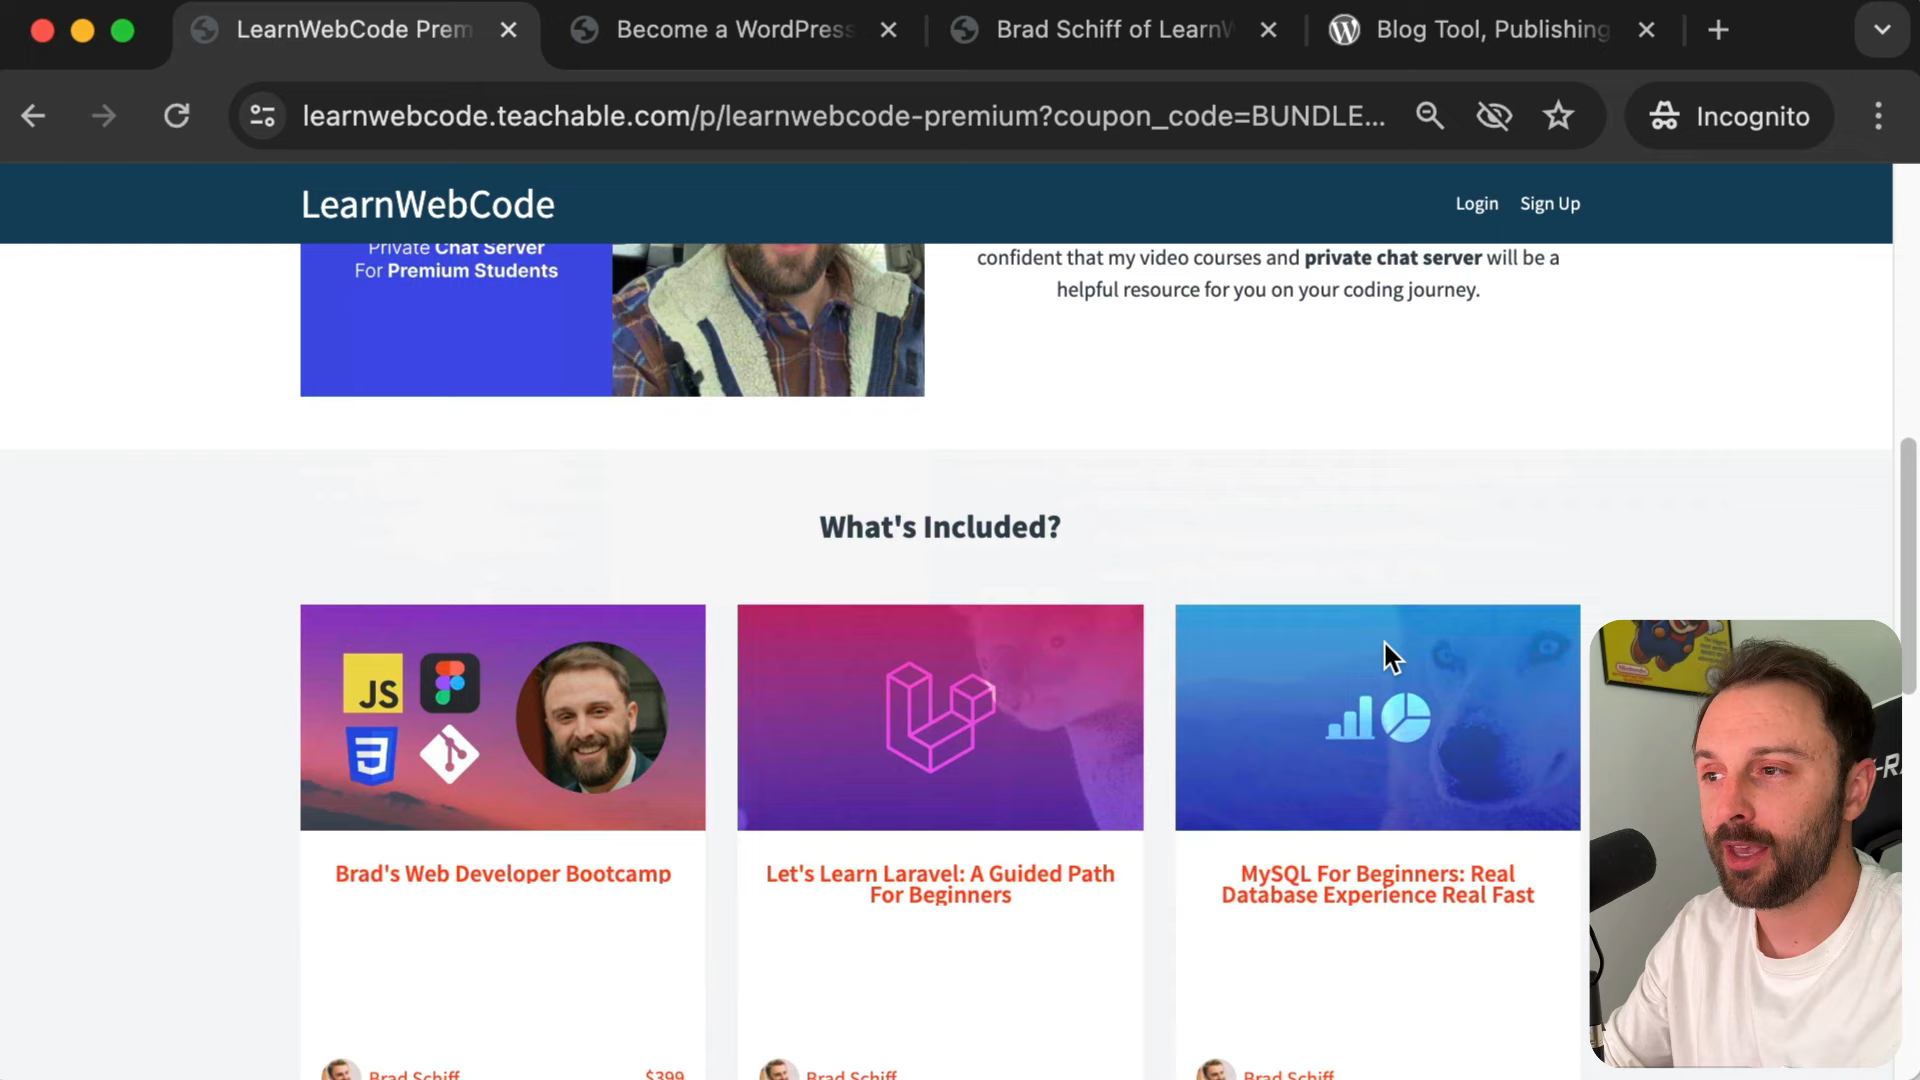 LearnWebCode Prem
Become a WordPress
Brad Schiff of LearnW
Blog Tool, Publishing
learnwebcode.teachable.com/p/learnwebcode-premium?coupon_code=BUNDLE...
Incognito
LearnWebCode
Login Sign Up
Private Chat Server
For Premium Students
confident that my video courses and private chat server will be a
helpful resource for you on your coding journey.
What's Included?
JS
3
Brad's Web Developer Bootcamp
Let's Learn Laravel: A Guided Path
For Beginners
MySQL For Beginners: Real
Database Experience Real Fast
Brad Schiff $399
Brad Schiff
Brad Schiff